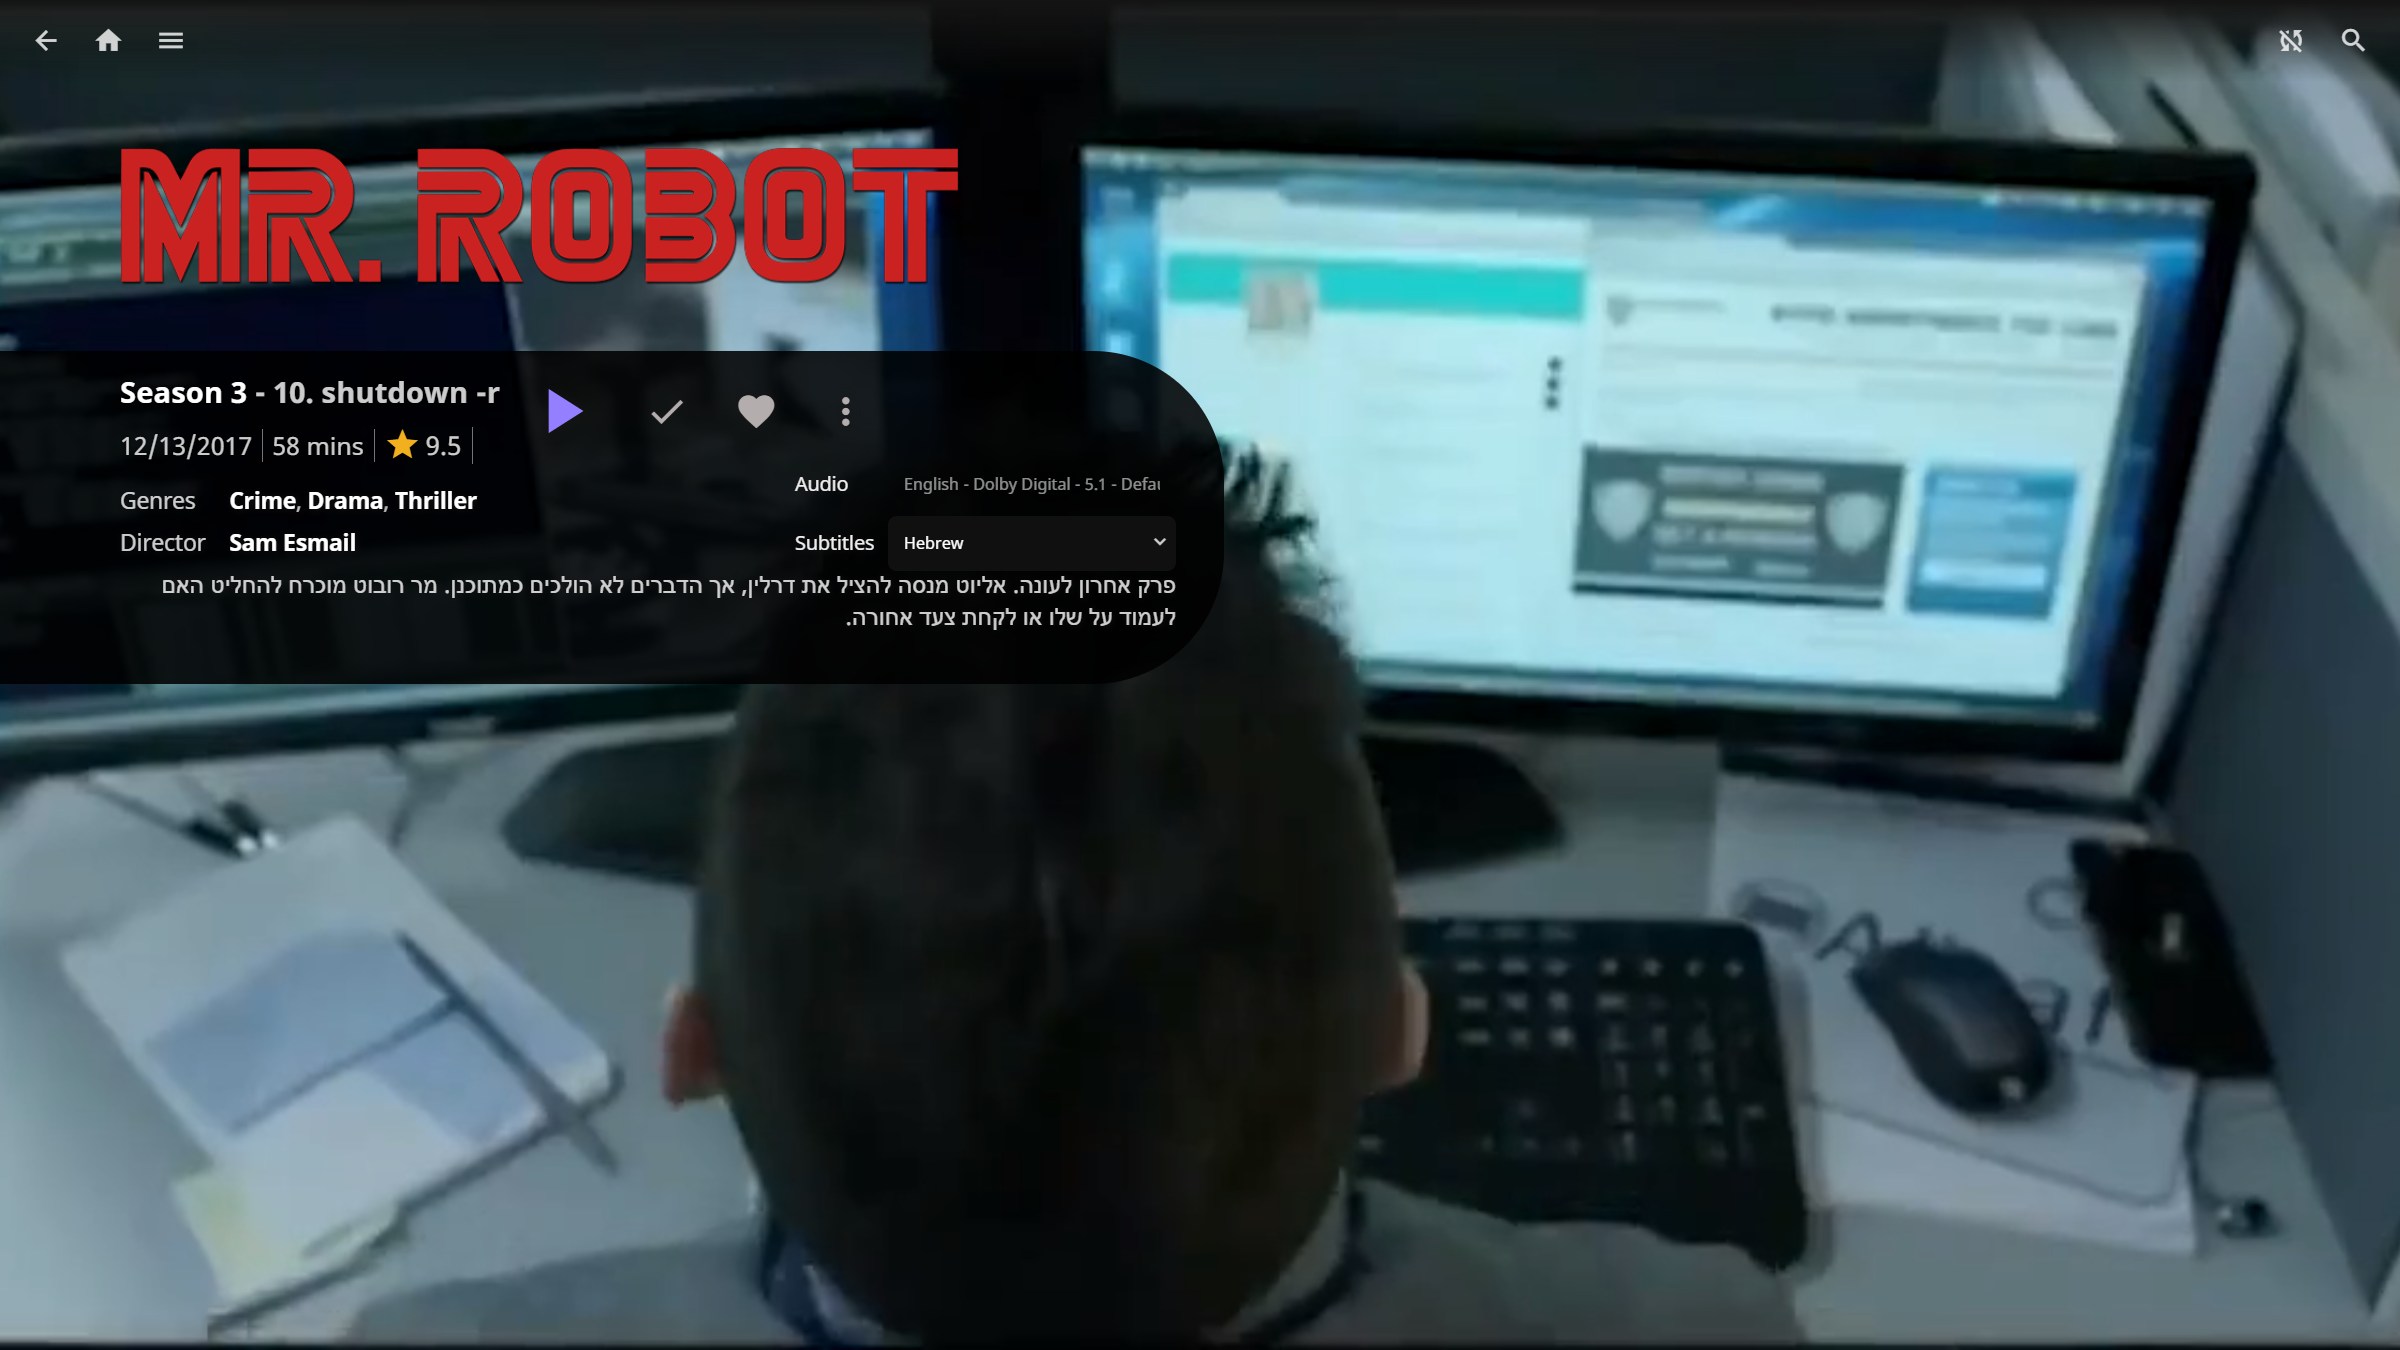 MR. ROBOT
Season 3 - 10. shutdown -r
12/13/2017 58 mins 9.5
Genres Crime, Drama, Thriller
Director Sam Esmail
Audio English - Dolby Digital - 5.1 - Defau
Subtitles Hebrew
פרק אחרון לעונה. אליוט מנסה להציל את דרלין, אך הדברים לא הולכים כמתוכנן. מר רובוט מוכרח להחליט האם
לעמוד על שלו או לקחת צעד אחורה.